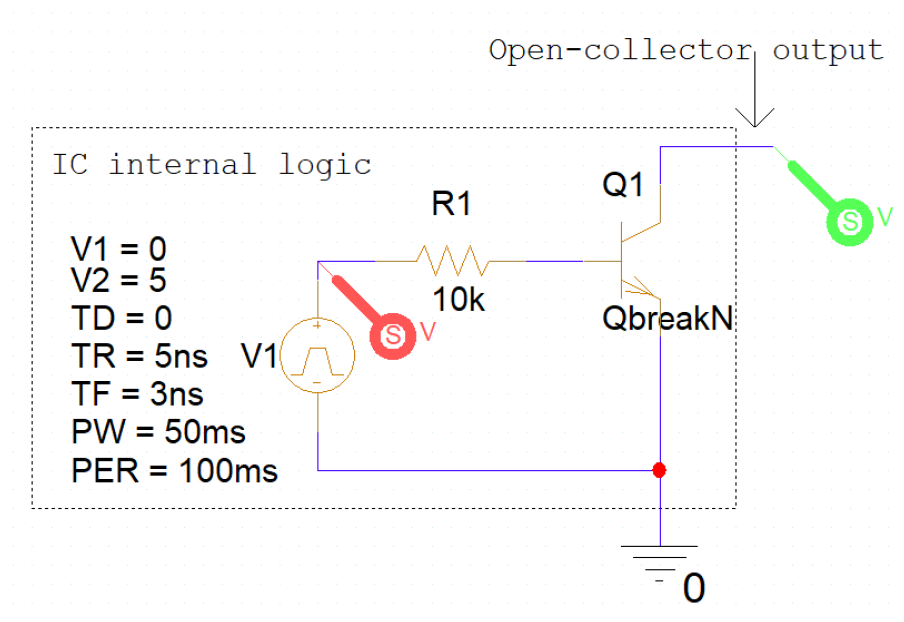 Open-collector output
IC internal logic
Q1
R1
V1 = 0
V2 = 5
TD = 0
TR = 5ns
TF = 3ns
PW = 50ms
PER = 100ms
V1
10k
QbreakN
S
V
S
V
0